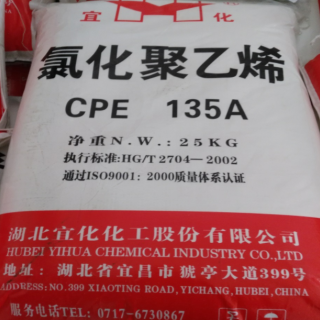 宜 化
氯化聚乙烯
CPE 135A
净重N.W.: 25KG
执行标准:HG/T 2704—2002
通过ISO9001: 2000质量体系认证
湖北宜化化工股份有限公司
HUBEI YIHUA CHEMICAL INDUSTRY CO.,LTD
地址: 湖北省宜昌市猇亭大道399号
ADDRESS: NO.399 XIAOTING ROAD, YICHANG, HUBEI, CHINA
服务电话TEL: 0717-6730867